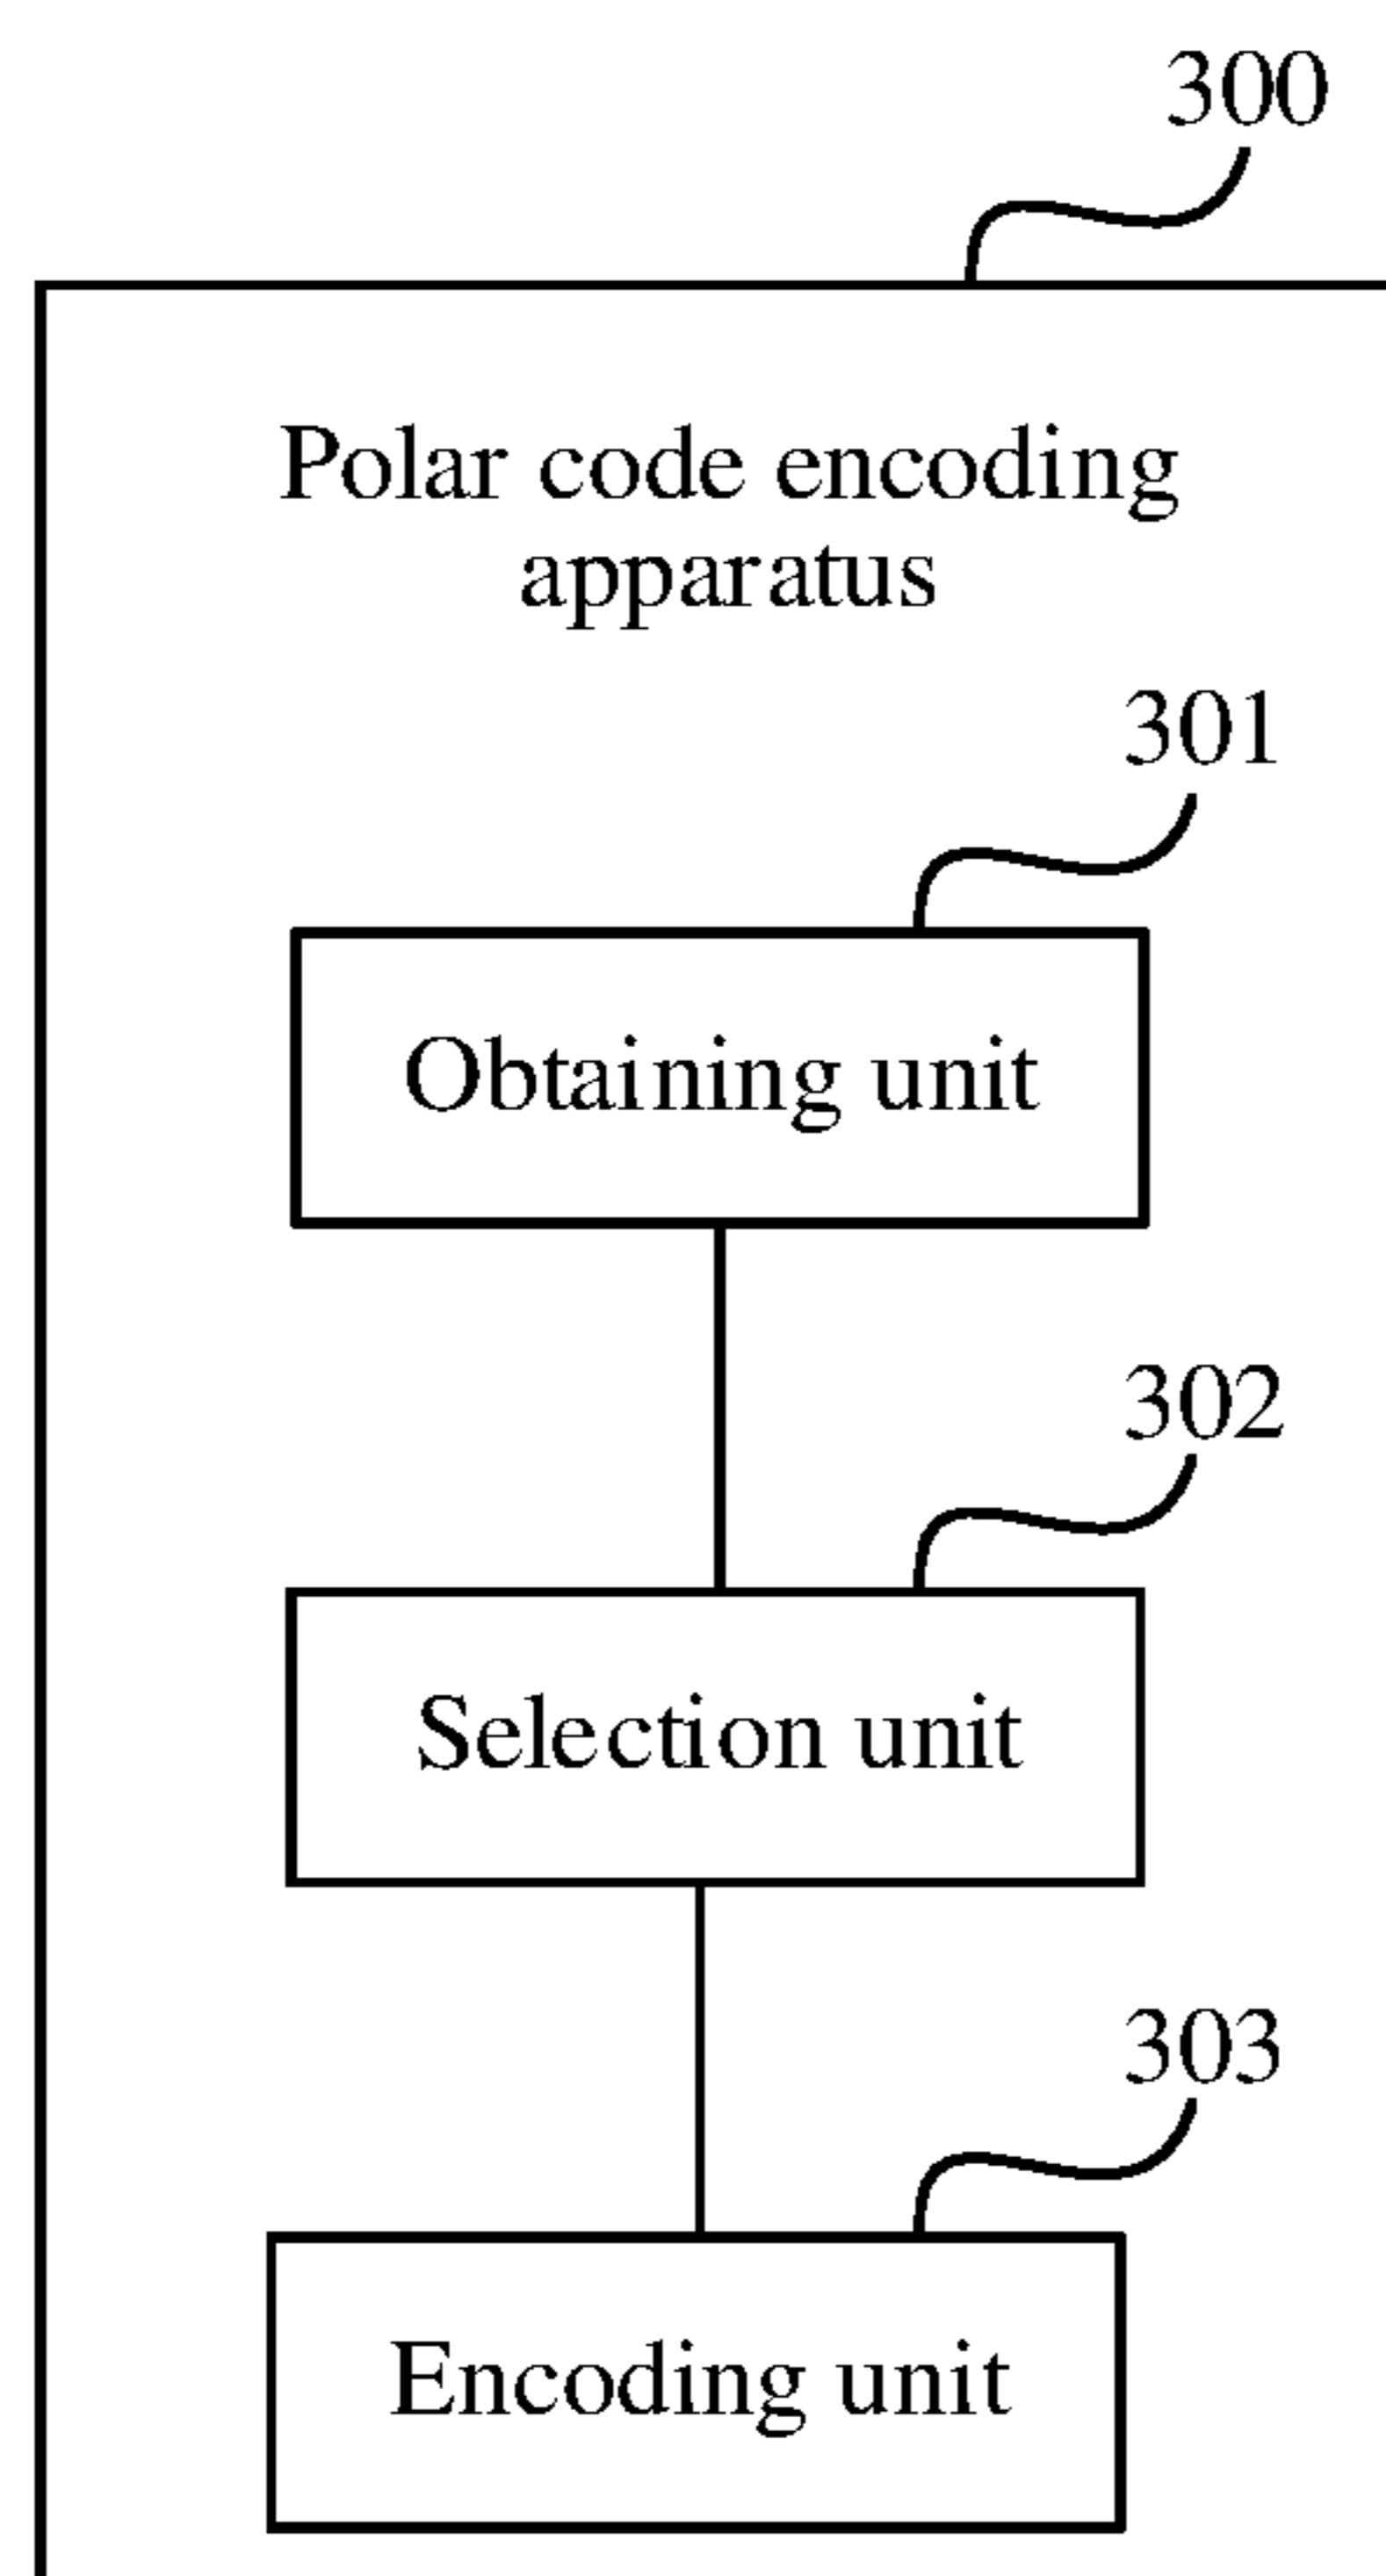 300
Polar code encoding
apparatus
301
Obtaining unit
302
Selection unit
303
Encoding unit